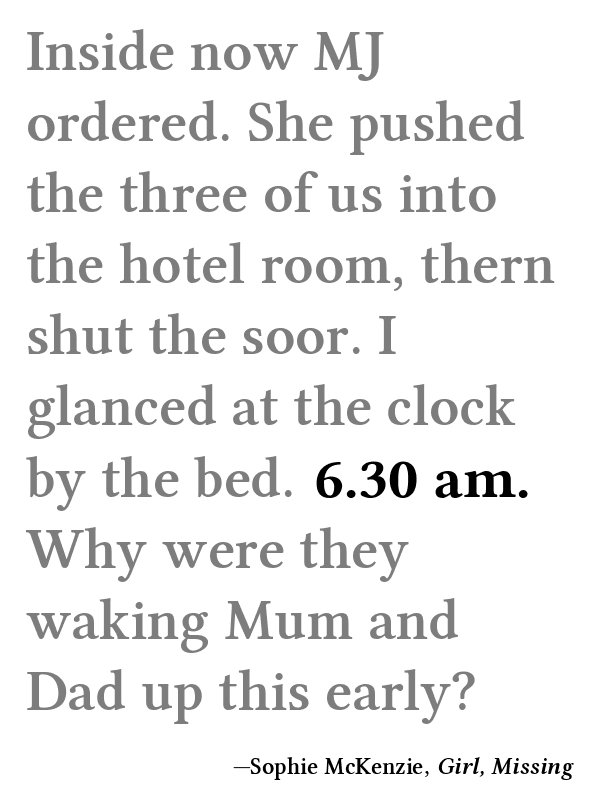 Inside now MJ
ordered. She pushed
the three of us into
the hotel room, thern
shut the soor. I
glanced at the clock
by the bed. 6.30 am.
Why were they
waking Mum and
Dad up this early?
—Sophie McKenzie, Girl, Missing